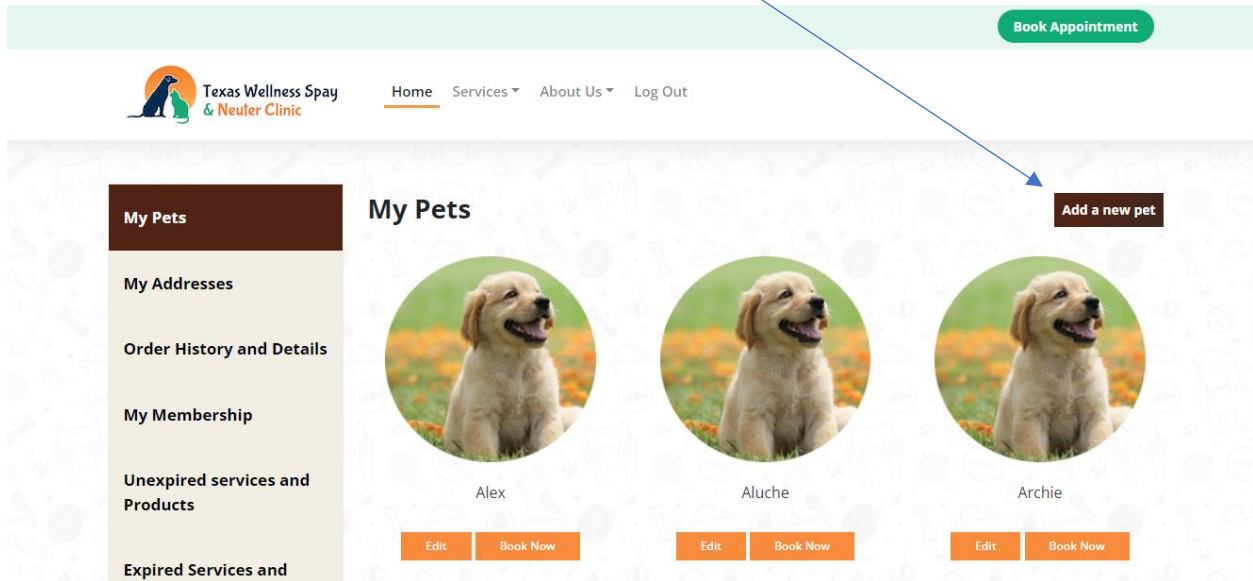 Book Appointment
Texas Wellness Spay
& Neuter Clinic
Home Services About Us Log Out
My Pets
My Addresses
Order History and Details
My Membership
Unexpired services and
Products
Expired Services and
My Pets
Add a new pet
Alex
Aluche
Archie
Edit Book Now
Edit Book Now
Edit Book Now